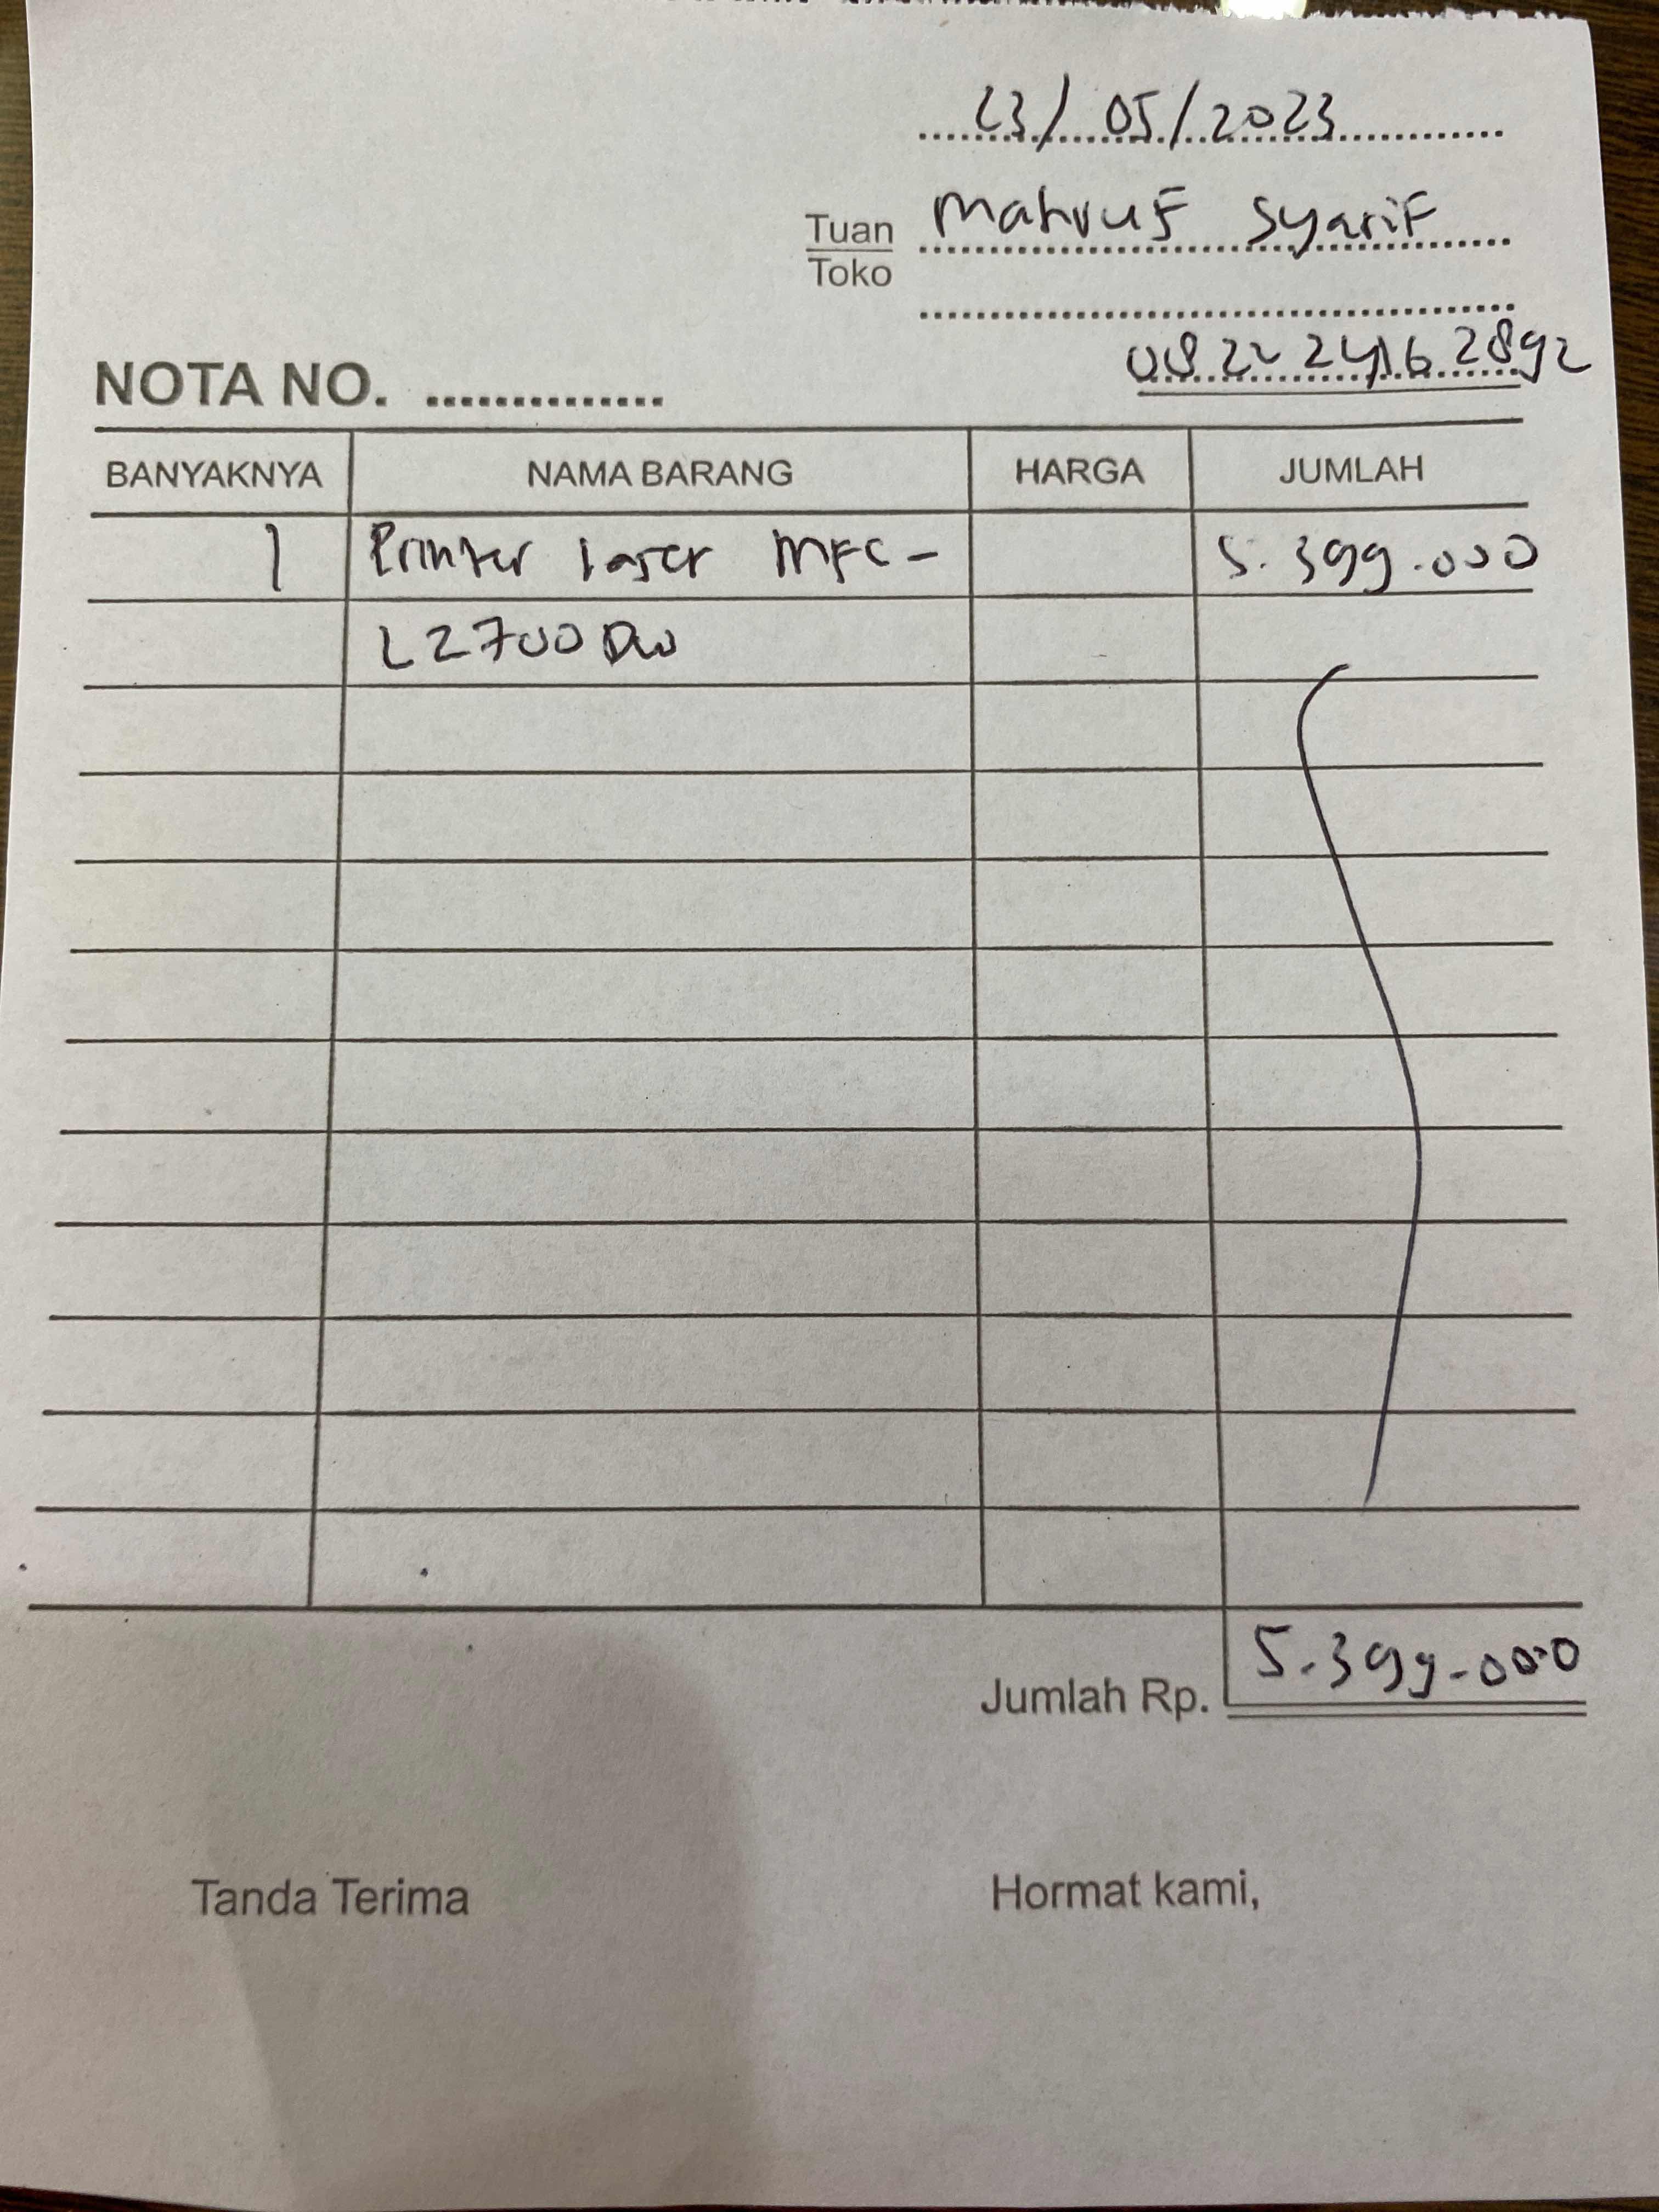 23/05/2023
Tuan Mahruf Syarif
Toko
0822 2416 2892
NOTA NO. ..............
BANYAKNYA NAMA BARANG HARGA JUMLAH
1 Printer laser MFC - 5.399.000
L2700DW
Jumlah Rp. 5.399.000
Tanda Terima Hormat kami,